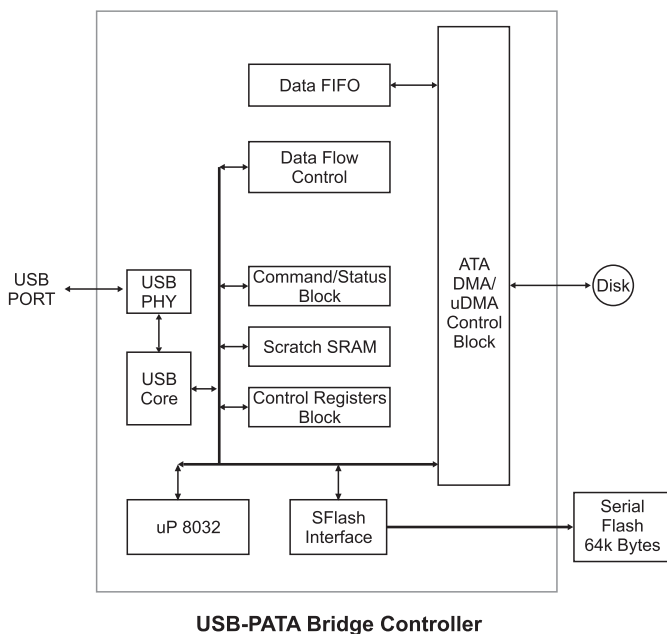 Data FIFO
Data Flow
Control
ATA
DMA/
uDMA
Control
Block
USB
PORT
USB
PHY
Command/Status
Block
Disk
Scratch SRAM
USB
Core
Control Registers
Block
uP 8032
SFlash
Interface
Serial
Flash
64k Bytes
USB-PATA Bridge Controller